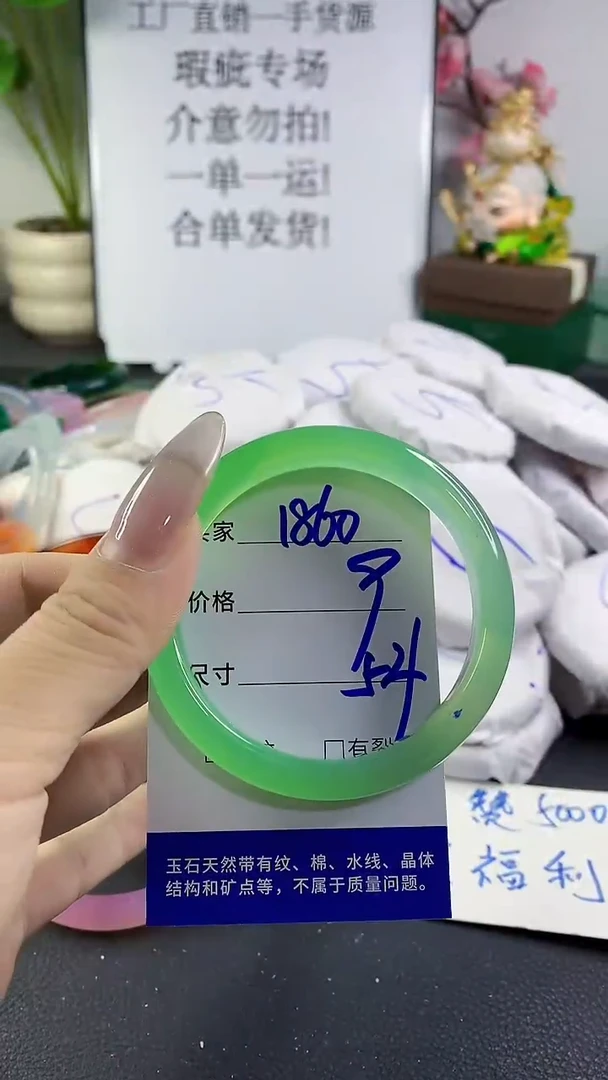 工厂直销一手货源
瑕疵专场
介意勿拍!
一单一运!
合单发货!
家 1860
价格
尺寸 54
有裂
玉石天然带有纹、棉、水线、晶体
结构和矿点等，不属于质量问题。
赞 5000
福利